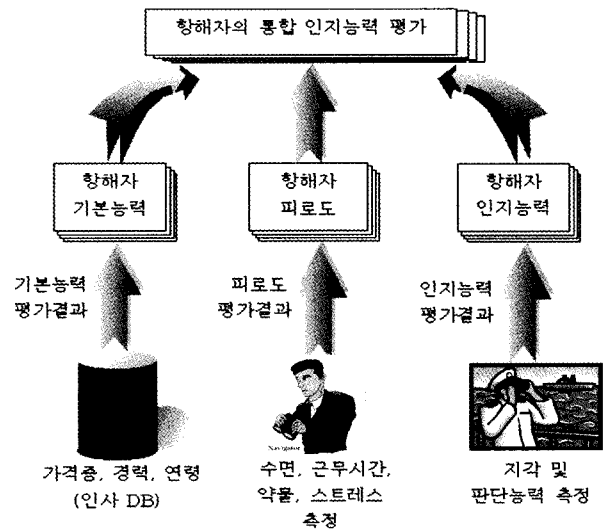 항해자의 통합 인지능력 평가
항해자
기본능력
항해자
피로도
항해자
인지능력
기본능력
평가결과
피로도
평가결과
인지능력
평가결과
Navigator
가격증, 경력, 연령
(인사 DB)
수면, 근무시간,
약물, 스트레스
측정
지각 및
판단능력 측정